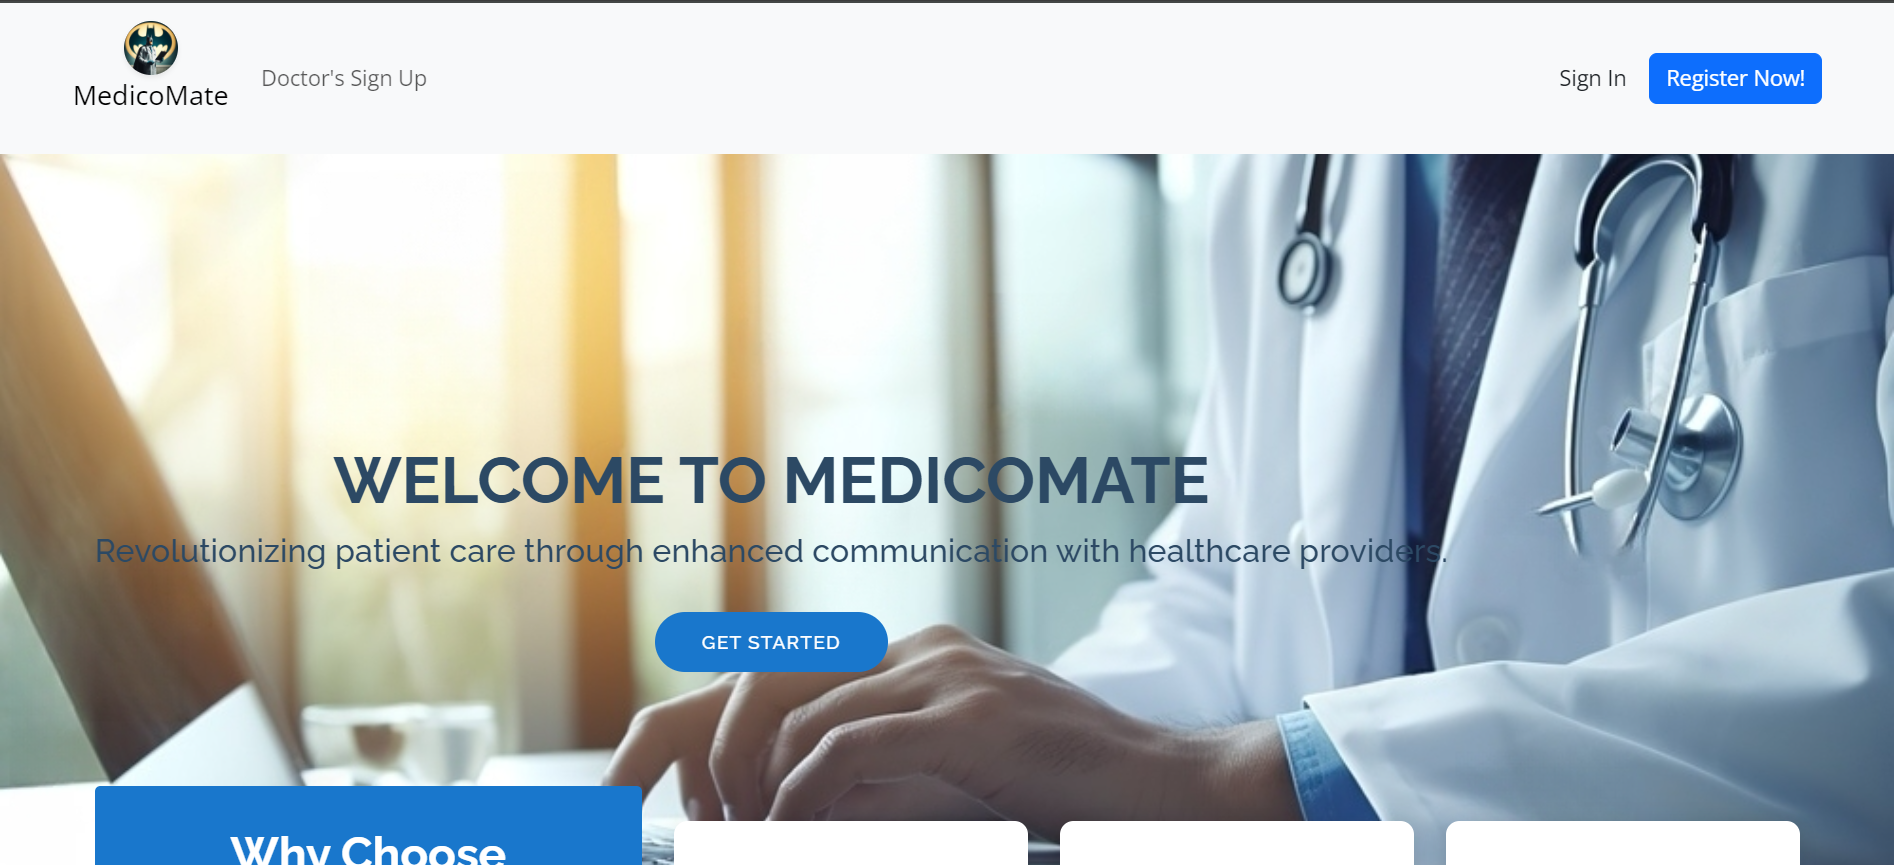 MedicoMate
Doctor's Sign Up
Sign In
Register Now!
WELCOME TO MEDICOMATE
Revolutionizing patient care through enhanced communication with healthcare providers.
GET STARTED
Why Choose